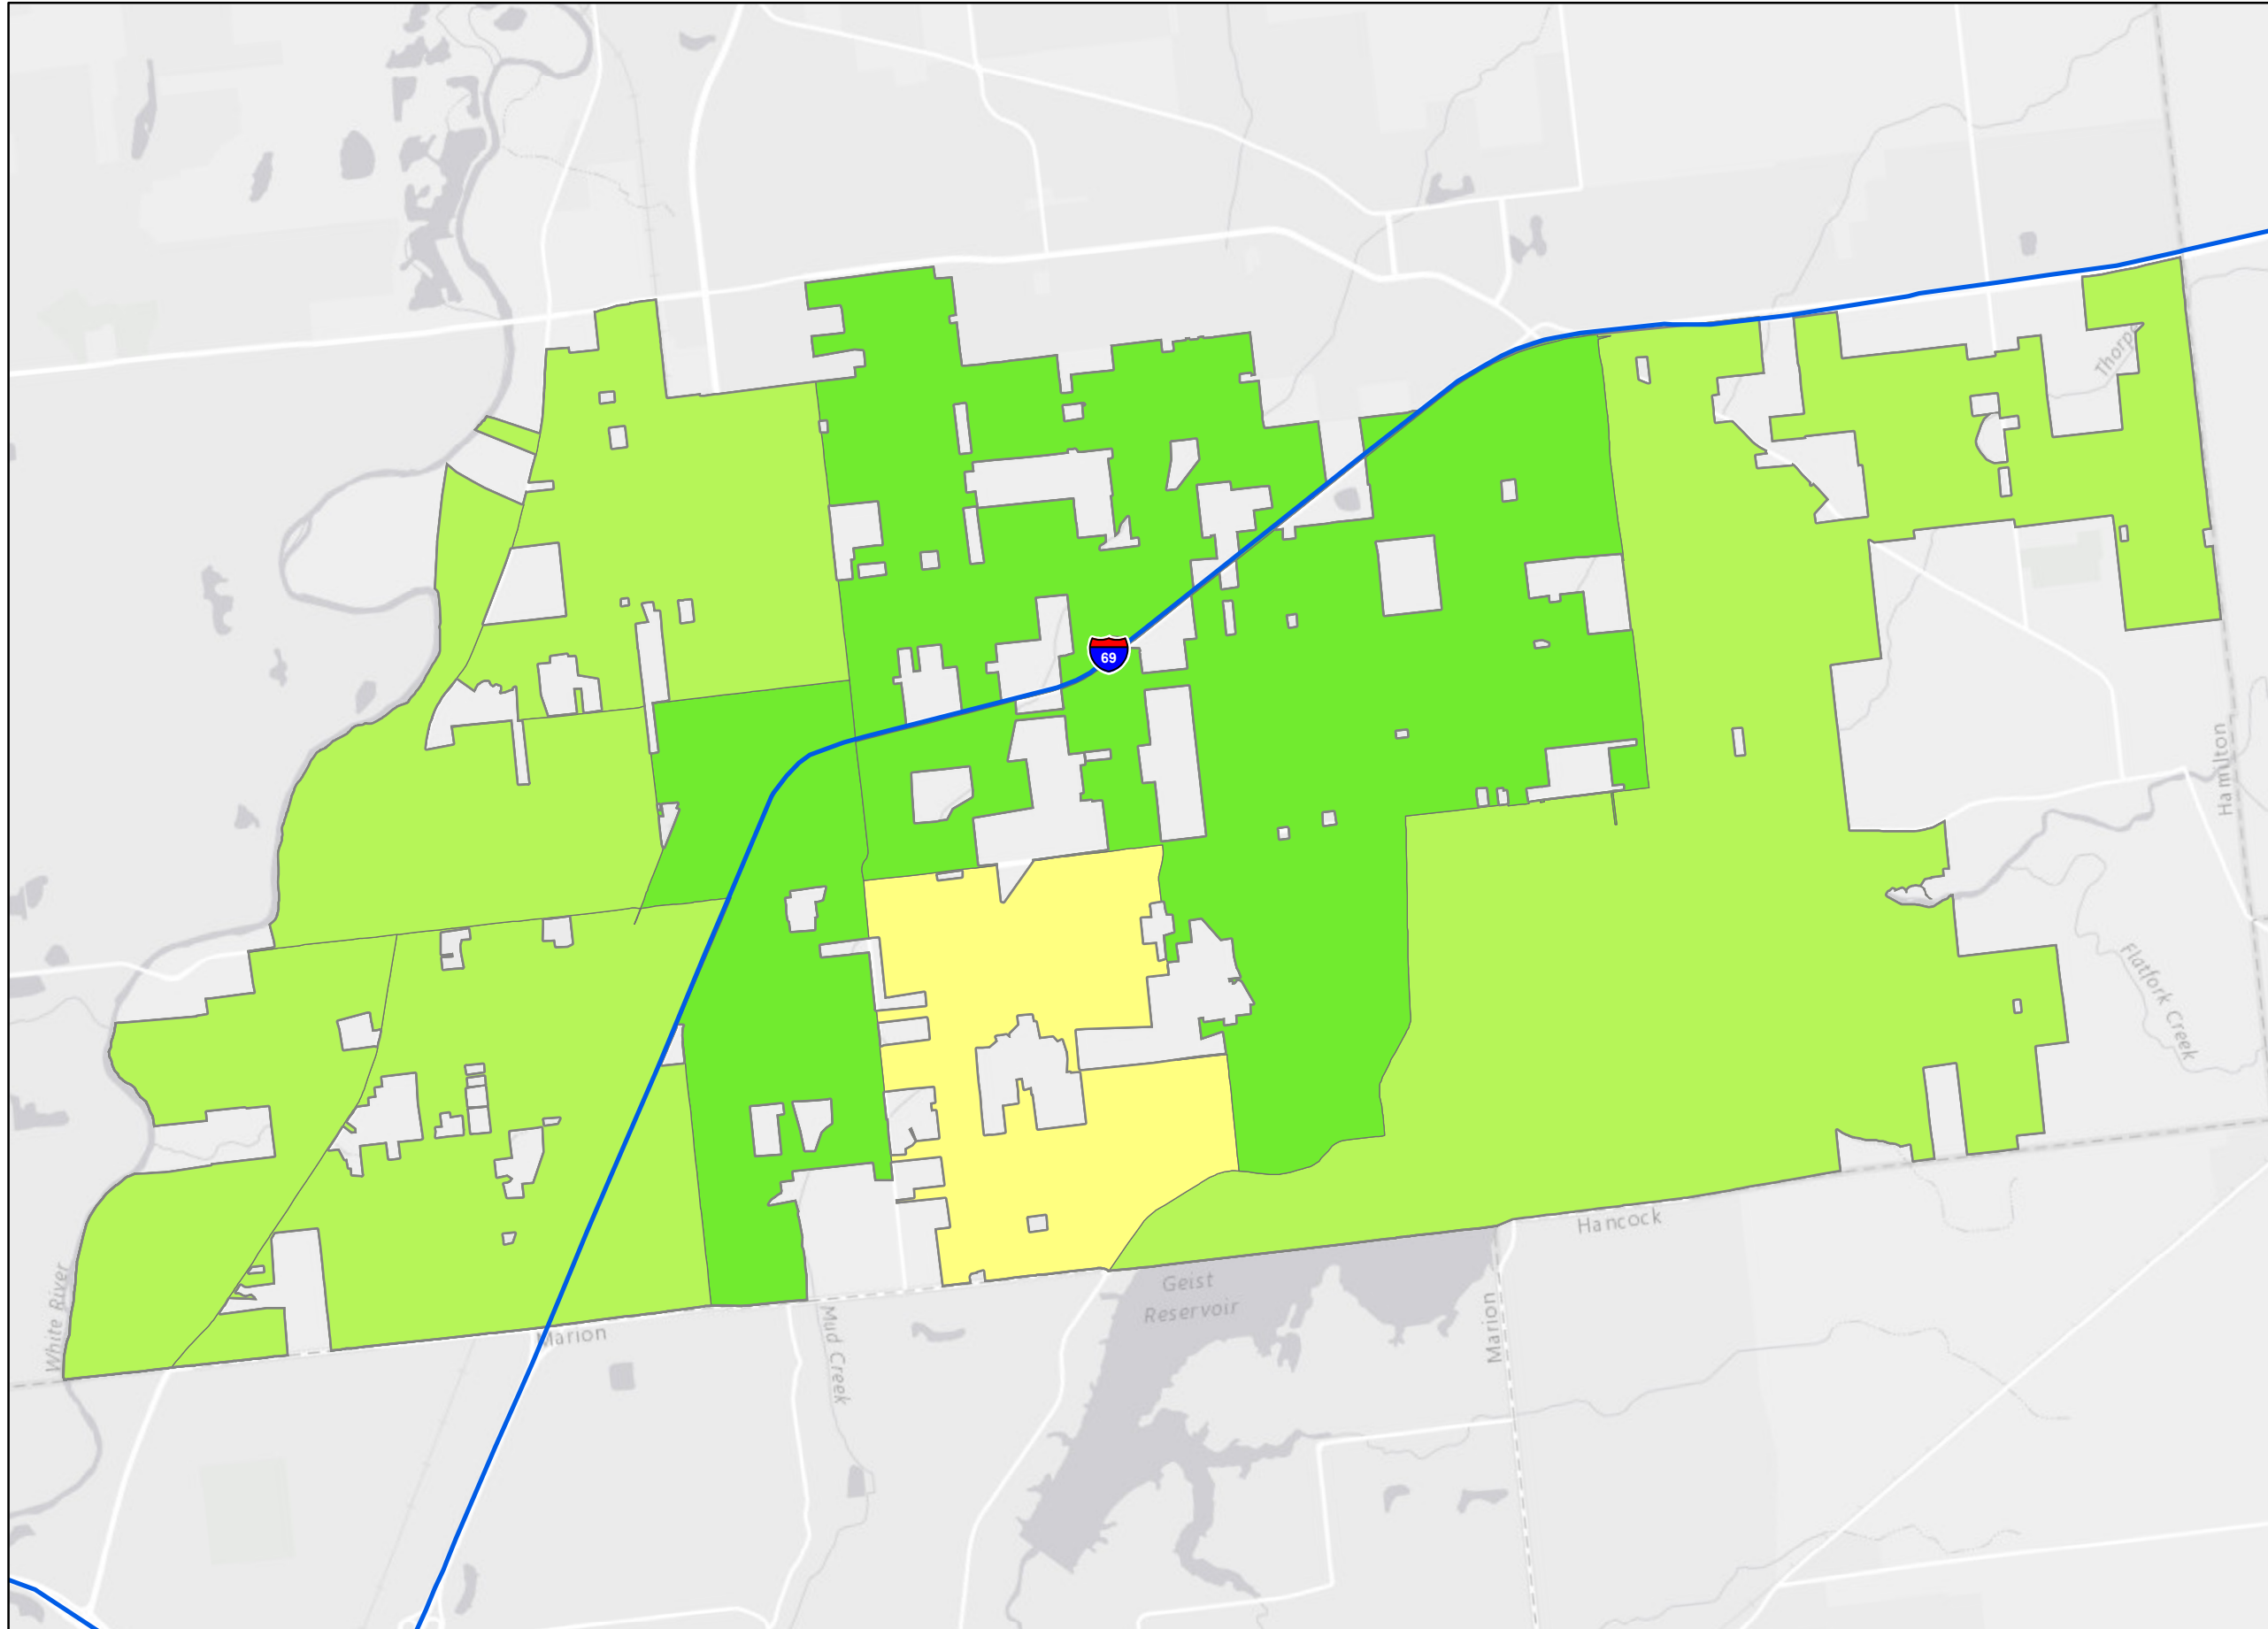 Thorpe
69
Hamilton
Flatfork Creek
Hancock
Geist
Reservoir
White River
Marion
Mud Creek
Marion